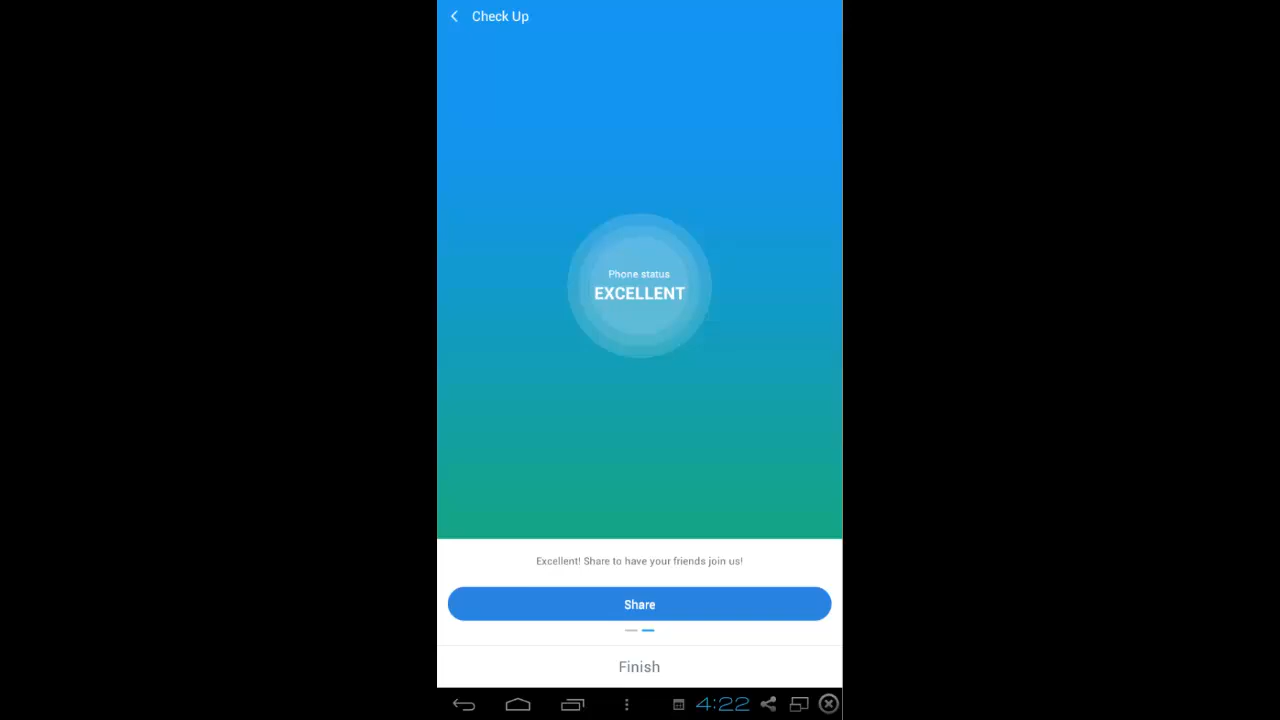 Check Up
Phone status
EXCELLENT
Excellent! Share to have your friends join us!
Share
Finish
4:22